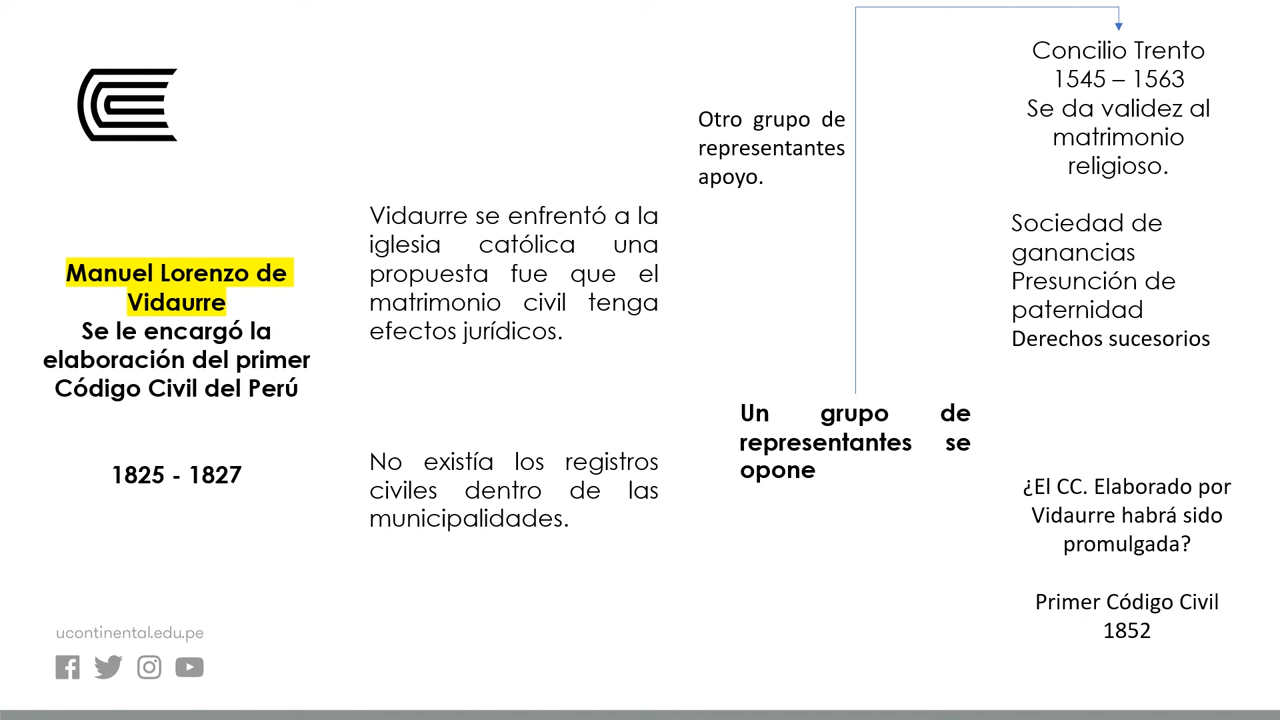 Manuel Lorenzo de
Vidaurre
Se le encargó la
elaboración del primer
Código Civil del Perú
1825 - 1827
Vidaurre se enfrentó a la
iglesia católica una
propuesta fue que el
matrimonio civil tenga
efectos jurídicos.
No existía los registros
civiles dentro de las
municipalidades.
Otro grupo de
representantes
apoyo.
Un grupo de
representantes se
opone
Concilio Trento
1545 – 1563
Se da validez al
matrimonio
religioso.
Sociedad de
ganancias
Presunción de
paternidad
Derechos sucesorios
¿El CC. Elaborado por
Vidaurre habrá sido
promulgada?
Primer Código Civil
1852
ucontinental.edu.pe